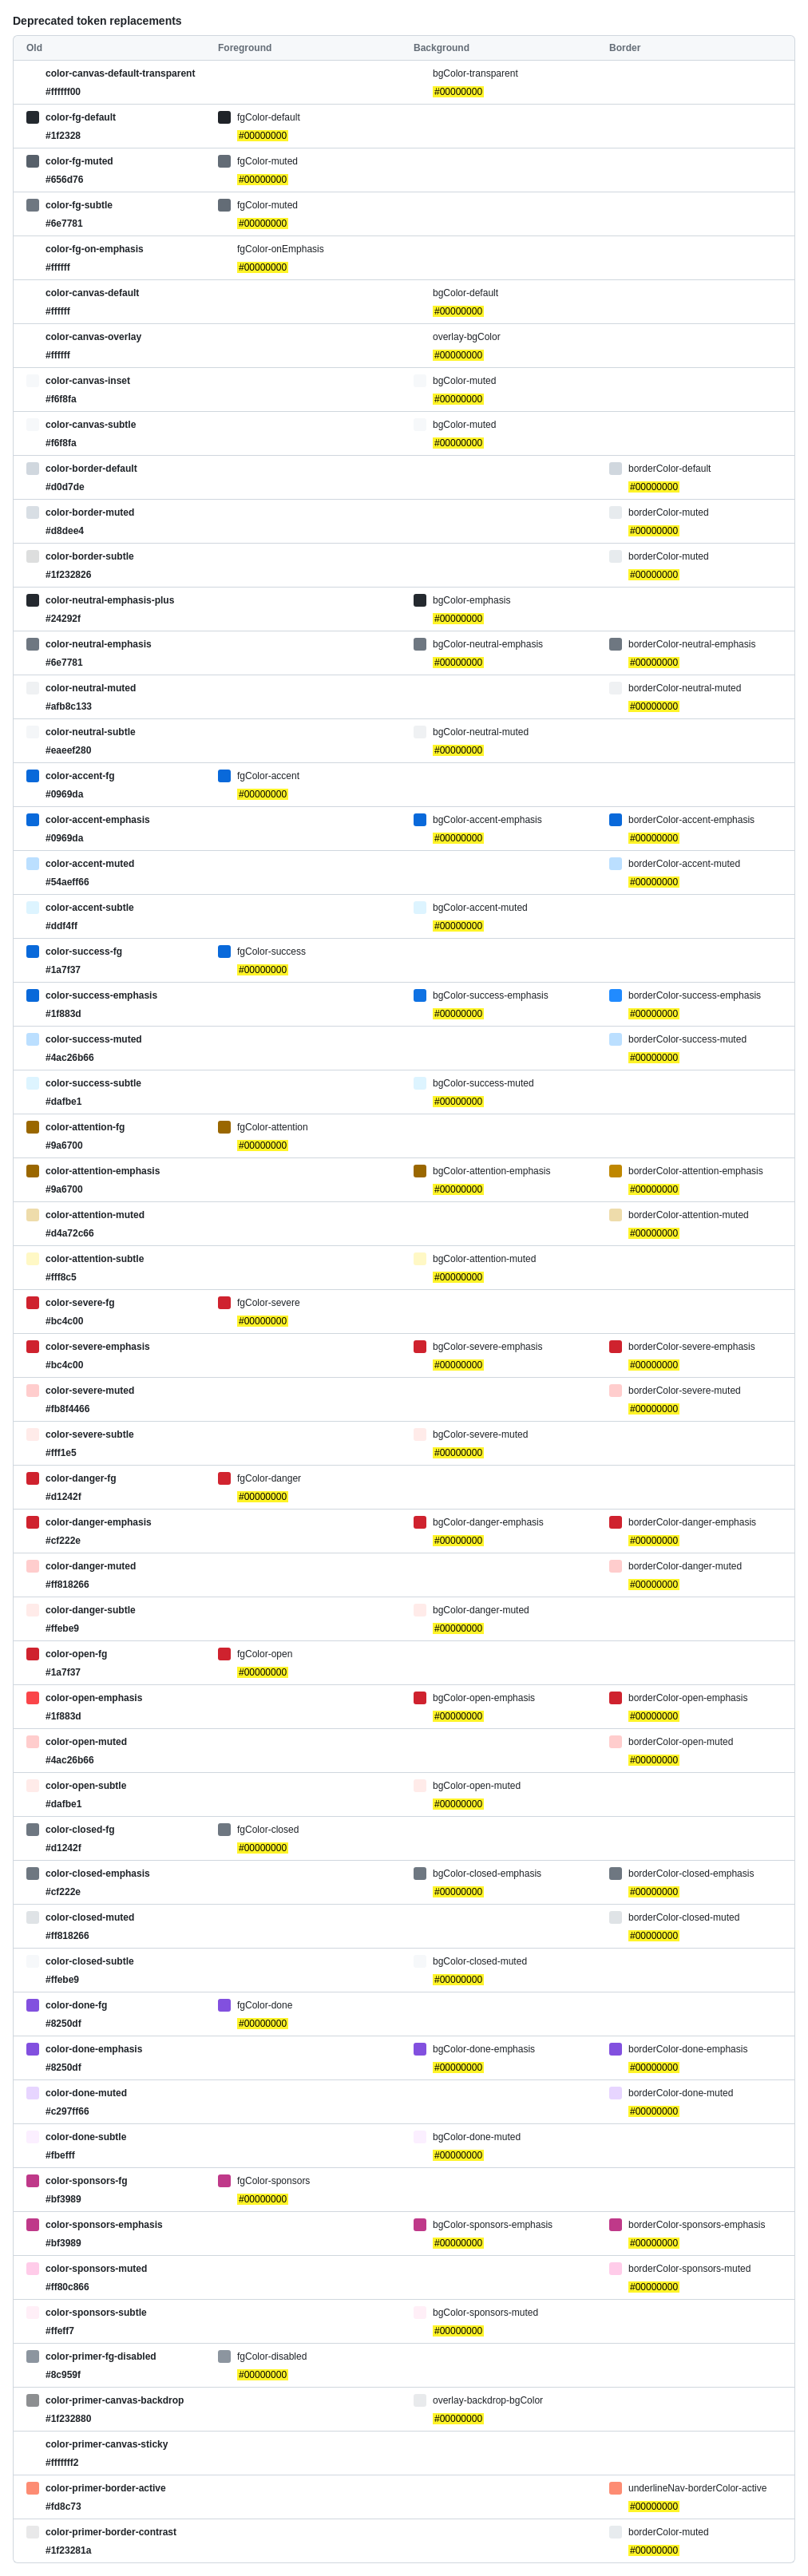 Deprecated token replacements
Old Foreground Background Border
color-canvas-default-transparent bgColor-transparent
#ffffff00 #00000000
color-fg-default fgColor-default
#1f2328 #00000000
color-fg-muted fgColor-muted
#656d76 #00000000
color-fg-subtle fgColor-muted
#6e7781 #00000000
color-fg-on-emphasis fgColor-onEmphasis
#ffffff #00000000
color-canvas-default bgColor-default
#ffffff #00000000
color-canvas-overlay overlay-bgColor
#ffffff #00000000
color-canvas-inset bgColor-muted
#f6f8fa #00000000
color-canvas-subtle bgColor-muted
#f6f8fa #00000000
color-border-default borderColor-default
#d0d7de #00000000
color-border-muted borderColor-muted
#d8dee4 #00000000
color-border-subtle borderColor-muted
#1f232826 #00000000
color-neutral-emphasis-plus bgColor-emphasis
#24292f #00000000
color-neutral-emphasis bgColor-neutral-emphasis borderColor-neutral-emphasis
#6e7781 #00000000 #00000000
color-neutral-muted borderColor-neutral-muted
#afb8c133 #00000000
color-neutral-subtle bgColor-neutral-muted
#eaeef280 #00000000
color-accent-fg fgColor-accent
#0969da #00000000
color-accent-emphasis bgColor-accent-emphasis borderColor-accent-emphasis
#0969da #00000000 #00000000
color-accent-muted borderColor-accent-muted
#54aeff66 #00000000
color-accent-subtle bgColor-accent-muted
#ddf4ff #00000000
color-success-fg fgColor-success
#1a7f37 #00000000
color-success-emphasis bgColor-success-emphasis borderColor-success-emphasis
#1f883d #00000000 #00000000
color-success-muted borderColor-success-muted
#4ac26b66 #00000000
color-success-subtle bgColor-success-muted
#dafbe1 #00000000
color-attention-fg fgColor-attention
#9a6700 #00000000
color-attention-emphasis bgColor-attention-emphasis borderColor-attention-emphasis
#9a6700 #00000000 #00000000
color-attention-muted borderColor-attention-muted
#d4a72c66 #00000000
color-attention-subtle bgColor-attention-muted
#fff8c5 #00000000
color-severe-fg fgColor-severe
#bc4c00 #00000000
color-severe-emphasis bgColor-severe-emphasis borderColor-severe-emphasis
#bc4c00 #00000000 #00000000
color-severe-muted borderColor-severe-muted
#fb8f4466 #00000000
color-severe-subtle bgColor-severe-muted
#fff1e5 #00000000
color-danger-fg fgColor-danger
#d1242f #00000000
color-danger-emphasis bgColor-danger-emphasis borderColor-danger-emphasis
#cf222e #00000000 #00000000
color-danger-muted borderColor-danger-muted
#ff818266 #00000000
color-danger-subtle bgColor-danger-muted
#ffebe9 #00000000
color-open-fg fgColor-open
#1a7f37 #00000000
color-open-emphasis bgColor-open-emphasis borderColor-open-emphasis
#1f883d #00000000 #00000000
color-open-muted borderColor-open-muted
#4ac26b66 #00000000
color-open-subtle bgColor-open-muted
#dafbe1 #00000000
color-closed-fg fgColor-closed
#d1242f #00000000
color-closed-emphasis bgColor-closed-emphasis borderColor-closed-emphasis
#cf222e #00000000 #00000000
color-closed-muted borderColor-closed-muted
#ff818266 #00000000
color-closed-subtle bgColor-closed-muted
#ffebe9 #00000000
color-done-fg fgColor-done
#8250df #00000000
color-done-emphasis bgColor-done-emphasis borderColor-done-emphasis
#8250df #00000000 #00000000
color-done-muted borderColor-done-muted
#c297ff66 #00000000
color-done-subtle bgColor-done-muted
#fbefff #00000000
color-sponsors-fg fgColor-sponsors
#bf3989 #00000000
color-sponsors-emphasis bgColor-sponsors-emphasis borderColor-sponsors-emphasis
#bf3989 #00000000 #00000000
color-sponsors-muted borderColor-sponsors-muted
#ff80c866 #00000000
color-sponsors-subtle bgColor-sponsors-muted
#ffeff7 #00000000
color-primer-fg-disabled fgColor-disabled
#8c959f #00000000
color-primer-canvas-backdrop overlay-backdrop-bgColor
#1f232880 #00000000
color-primer-canvas-sticky
#fffffff2
color-primer-border-active underlineNav-borderColor-active
#fd8c73 #00000000
color-primer-border-contrast borderColor-muted
#1f23281a #00000000